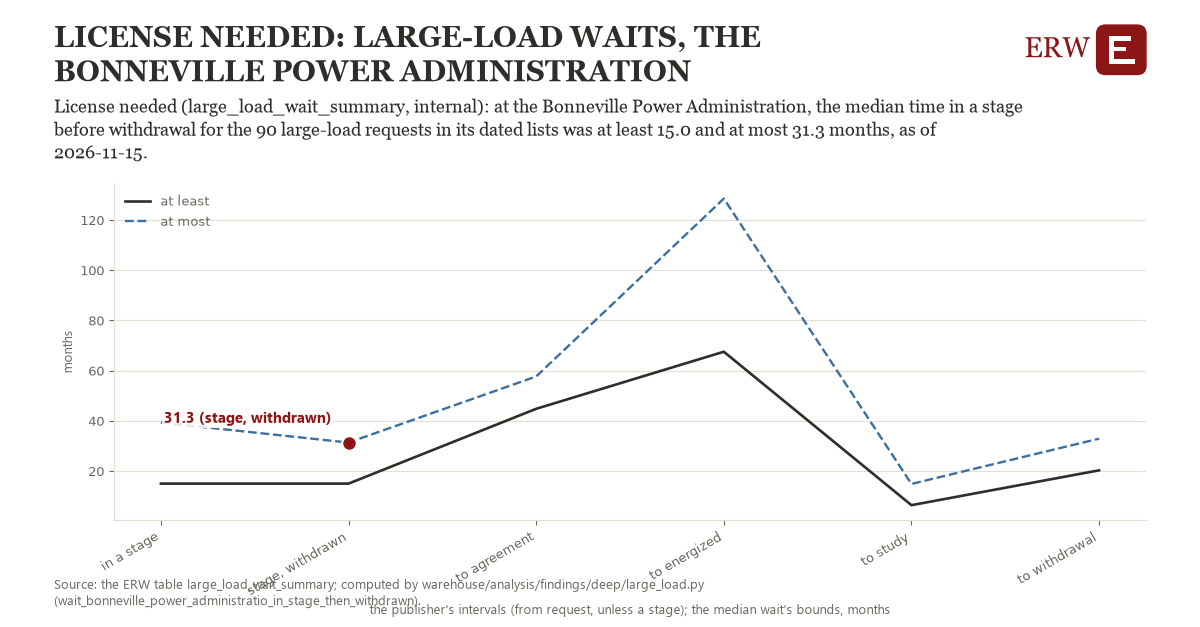 LICENSE NEEDED: LARGE-LOAD WAITS, THE
BONNEVILLE POWER ADMINISTRATION
ERW E
License needed (large_load_wait_summary, internal): at the Bonneville Power Administration, the median time in a stage
before withdrawal for the 90 large-load requests in its dated lists was at least 15.0 and at most 31.3 months, as of
2026-11-15.
at least
at most
120
100
80
60
40
20
months
31.3 (stage, withdrawn)
in a stage
stage, withdrawn
to agreement
to energized
to study
to withdrawal
Source: the ERW table large_load_wait_summary; computed by warehouse/analysis/findings/deep/large_load.py
(wait_bonneville_power_administratio_in_stage_then_withdrawn).
the publisher's intervals (from request, unless a stage); the median wait's bounds, months